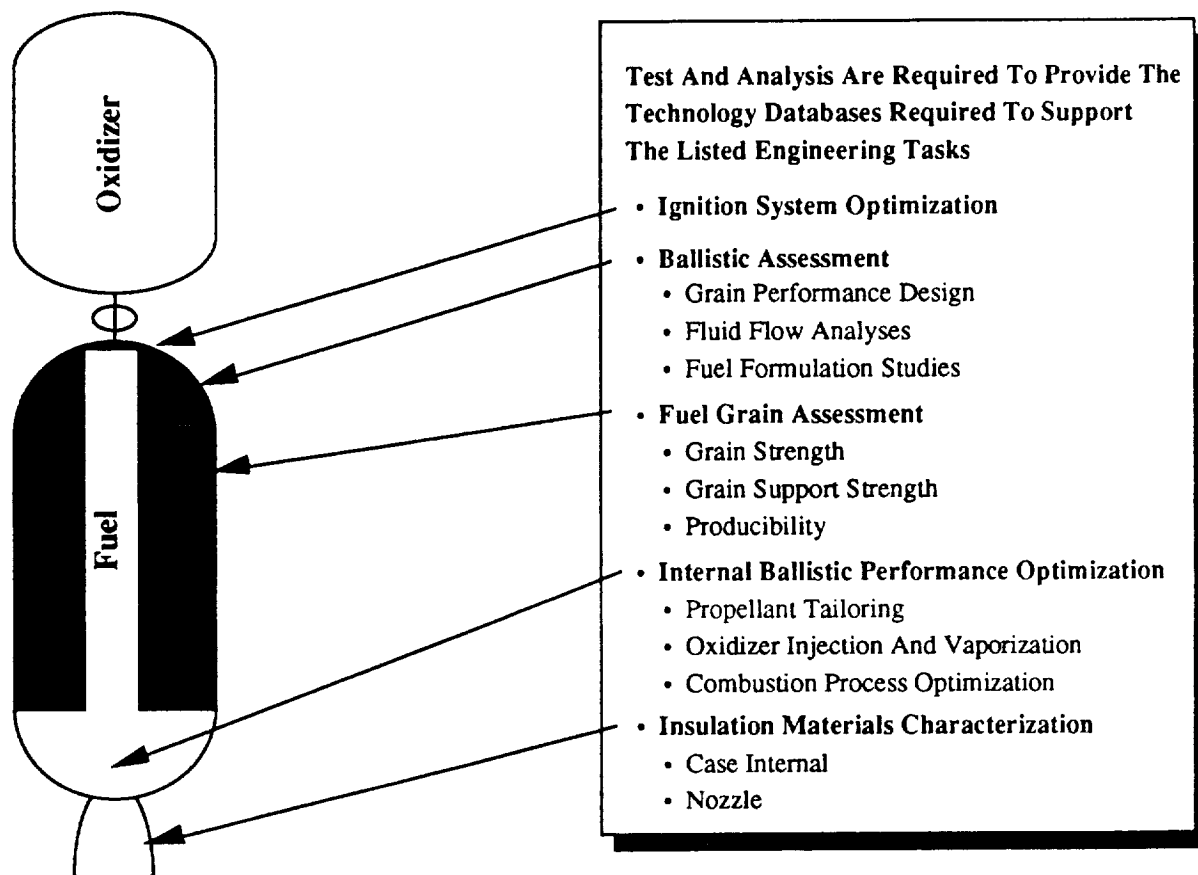 Oxidizer
Fuel
Test And Analysis Are Required To Provide The
Technology Databases Required To Support
The Listed Engineering Tasks
• Ignition System Optimization
• Ballistic Assessment
• Grain Performance Design
• Fluid Flow Analyses
• Fuel Formulation Studies
• Fuel Grain Assessment
• Grain Strength
• Grain Support Strength
• Producibility
• Internal Ballistic Performance Optimization
• Propellant Tailoring
• Oxidizer Injection And Vaporization
• Combustion Process Optimization
• Insulation Materials Characterization
• Case Internal
• Nozzle